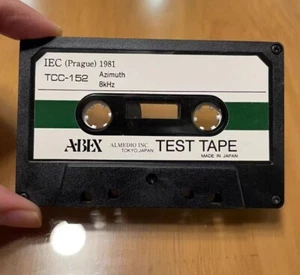 IEC (Prague) 1981
TCC-152 Azimuth
8kHz
ABEX ALMEDIO INC. TEST TAPE
TOKYO.JAPAN
MADE IN JAPAN